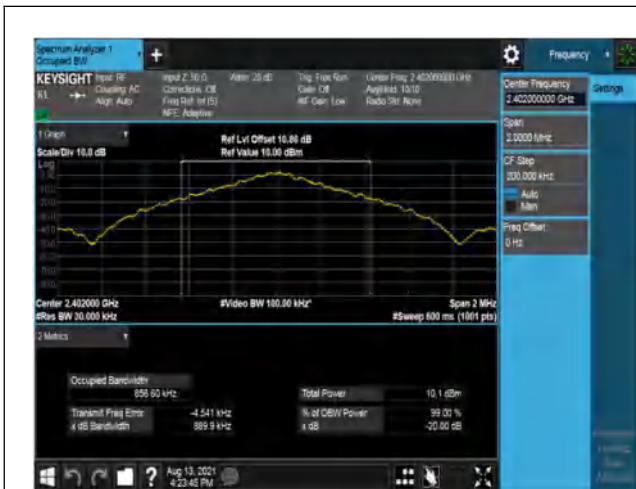 Spectrum Analyzer 1
Occupied BW
+
Frequency
KEYSIGHT
Input: RF
Coupling: AC
Align: Auto
Input Z: 50 Ω
Corrections: Off
Freq Ref: Int (S)
NFE: Adaptive
Atten: 20 dB
Trig: Free Run
Gate: Off
#IF Gain: Low
Center Freq: 2.402000000 GHz
Avg|Hold: 10/10
Radio Std: None
Center Frequency
2.402000000 GHz
Settings
Span
2.0000 MHz
CF Step
200.000 kHz
Auto
Man
Freq Offset
0 Hz
1 Graph
Scale/Div 10.0 dB
Ref Lvl Offset 10.80 dB
Ref Value 10.00 dBm
Log
Center 2.402000 GHz
#Res BW 30.000 kHz
#Video BW 100.00 kHz*
Span 2 MHz
#Sweep 600 ms (1001 pts)
2 Metrics
Occupied Bandwidth
856.60 kHz
Total Power
10.1 dBm
Transmit Freq Error
-4.541 kHz
% of OBW Power
99.00 %
x dB Bandwidth
889.9 kHz
x dB
-20.00 dB
?
Aug 13, 2021
4:23:45 PM